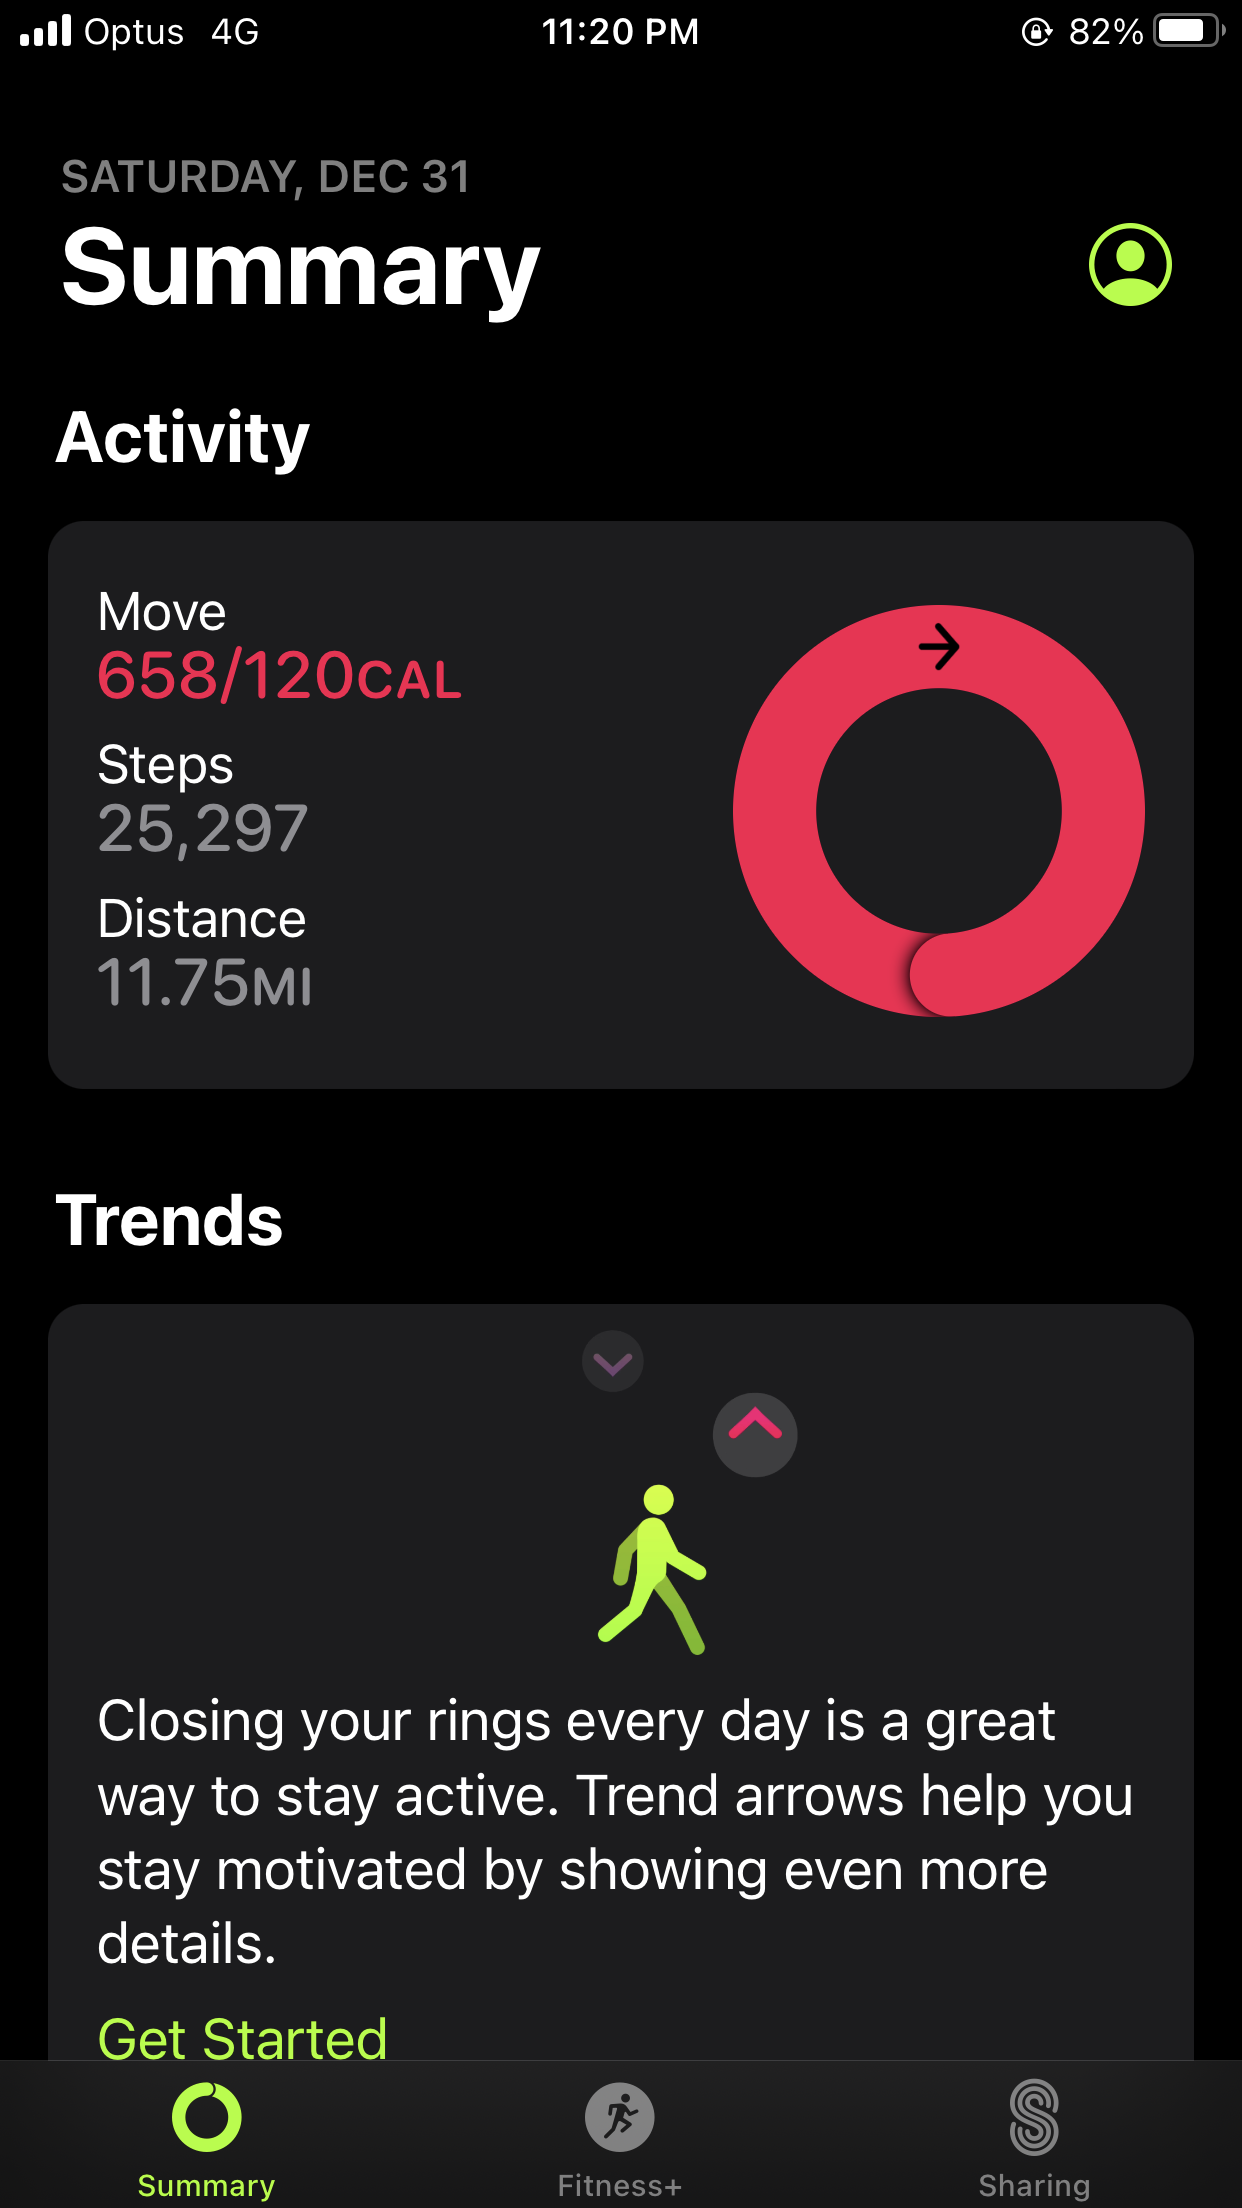 Optus 4G 11:20 PM 82%
SATURDAY, DEC 31
Summary
Activity
Move
658/120CAL
Steps
25,297
Distance
11.75MI
Trends
Closing your rings every day is a great
way to stay active. Trend arrows help you
stay motivated by showing even more
details.
Get Started
Summary Fitness+ Sharing